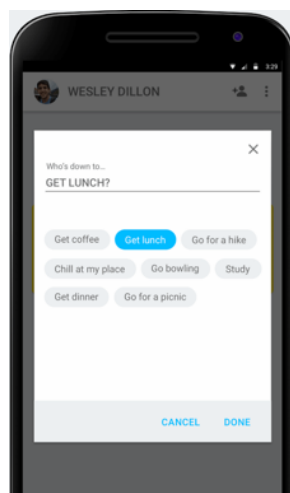 3:29
WESLEY DILLON
Who's down to...
GET LUNCH?
Get coffee Get lunch Go for a hike
Chill at my place Go bowling Study
Get dinner Go for a picnic
CANCEL DONE